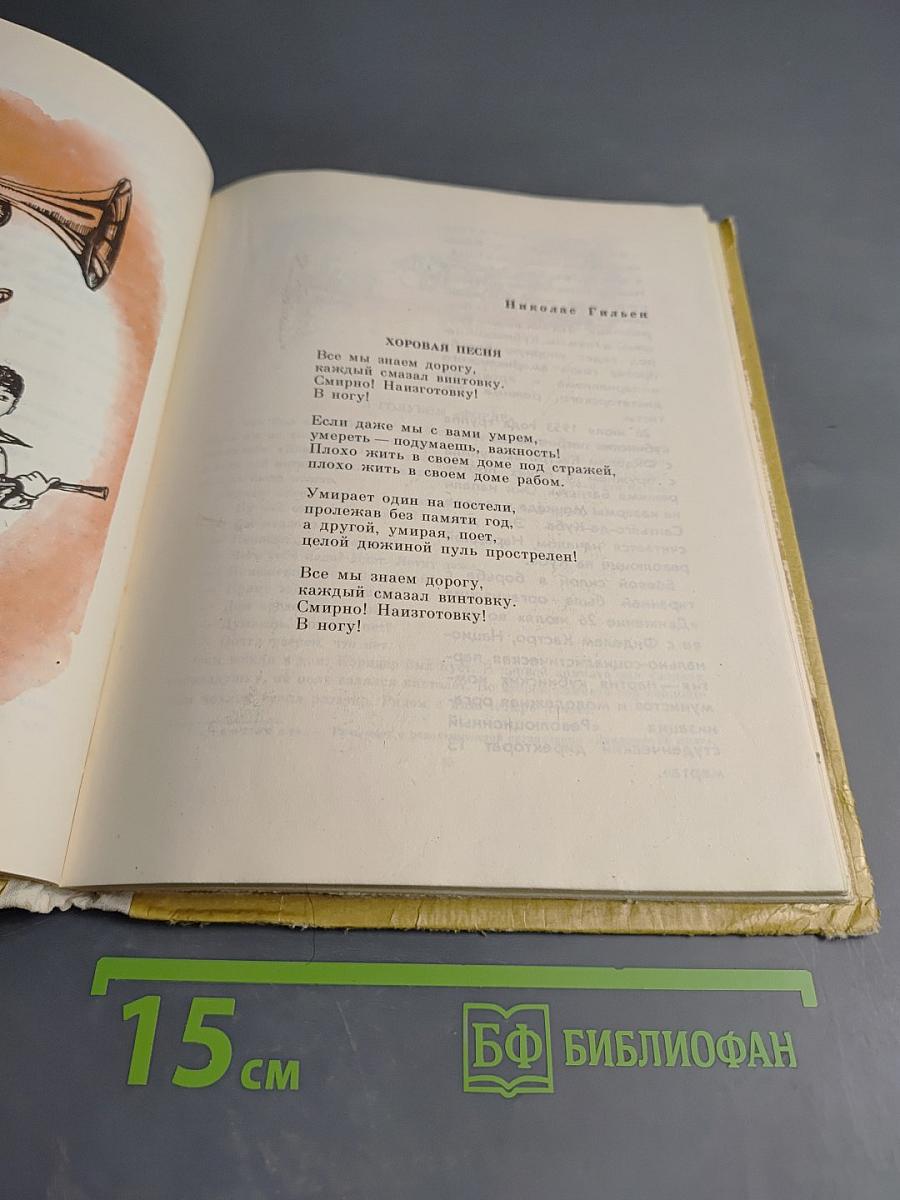 Николас Гильен
ХОРОВАЯ ПЕСНЯ
Все мы знаем дорогу,
каждый смазал винтовку.
Смирно! Наизготовку!
В ногу!
Если даже мы с вами умрем,
умереть — подумаешь, важность!
Плохо жить в своем доме под стражей,
плохо жить в своем доме рабом.
Умирает один на постели,
пролежав без памяти год,
а другой, умирая, поет,
целой дюжиной пуль прострелен!
Все мы знаем дорогу,
каждый смазал винтовку.
Смирно! Наизготовку!
В ногу!
15 см
БФ БИБЛИОФАН